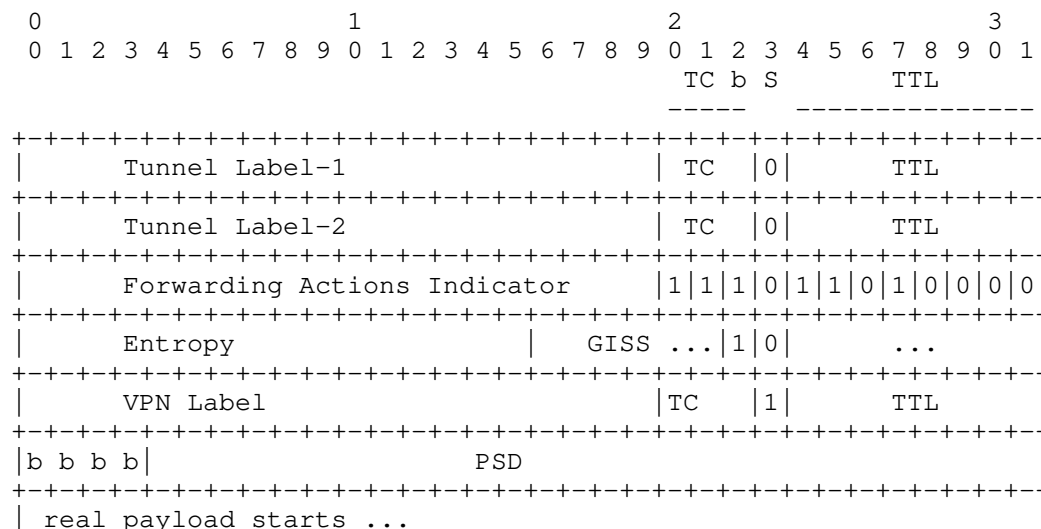 0                   1                   2                   3
 0 1 2 3 4 5 6 7 8 9 0 1 2 3 4 5 6 7 8 9 0 1 2 3 4 5 6 7 8 9 0 1
                                          TC b S       TTL
                                         -----   ---------------
+-+-+-+-+-+-+-+-+-+-+-+-+-+-+-+-+-+-+-+-+-+-+-+-+-+-+-+-+-+-+-+--
|      Tunnel Label-1                   | TC  |0|      TTL
+-+-+-+-+-+-+-+-+-+-+-+-+-+-+-+-+-+-+-+-+-+-+-+-+-+-+-+-+-+-+-+--
|      Tunnel Label-2                   | TC  |0|      TTL
+-+-+-+-+-+-+-+-+-+-+-+-+-+-+-+-+-+-+-+-+-+-+-+-+-+-+-+-+-+-+-+--
|      Forwarding Actions Indicator     |1|1|1|0|1|1|0|1|0|0|0|0
+-+-+-+-+-+-+-+-+-+-+-+-+-+-+-+-+-+-+-+-+-+-+-+-+-+-+-+-+-+-+-+--
|      Entropy                  |   GISS ...|1|0|      ...
+-+-+-+-+-+-+-+-+-+-+-+-+-+-+-+-+-+-+-+-+-+-+-+-+-+-+-+-+-+-+-+--
|      VPN Label                        |TC   |1|      TTL
+-+-+-+-+-+-+-+-+-+-+-+-+-+-+-+-+-+-+-+-+-+-+-+-+-+-+-+-+-+-+-+--
|b b b b|                    PSD
+-+-+-+-+-+-+-+-+-+-+-+-+-+-+-+-+-+-+-+-+-+-+-+-+-+-+-+-+-+-+-+--
| real payload starts ...